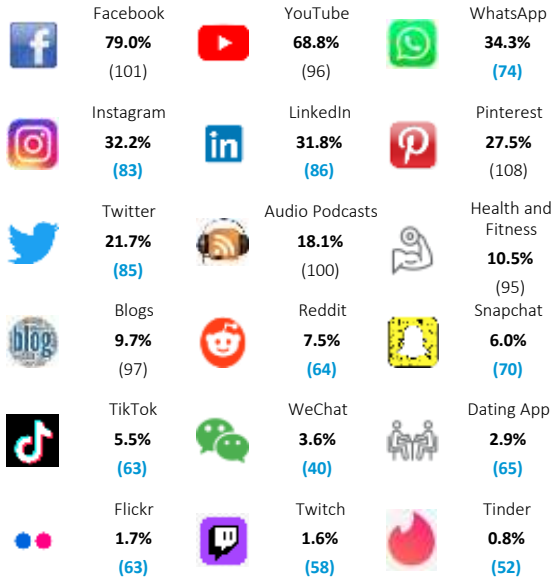 Facebook
79.0%
(101)
YouTube
68.8%
(96)
WhatsApp
34.3%
(74)
Instagram
32.2%
(83)
LinkedIn
31.8%
(86)
Pinterest
27.5%
(108)
Twitter
21.7%
(85)
Audio Podcasts
18.1%
(100)
Health and
Fitness
10.5%
(95)
blog
Blogs
9.7%
(97)
Reddit
7.5%
(64)
Snapchat
6.0%
(70)
TikTok
5.5%
(63)
WeChat
3.6%
(40)
Dating App
2.9%
(65)
Flickr
1.7%
(63)
Twitch
1.6%
(58)
Tinder
0.8%
(52)